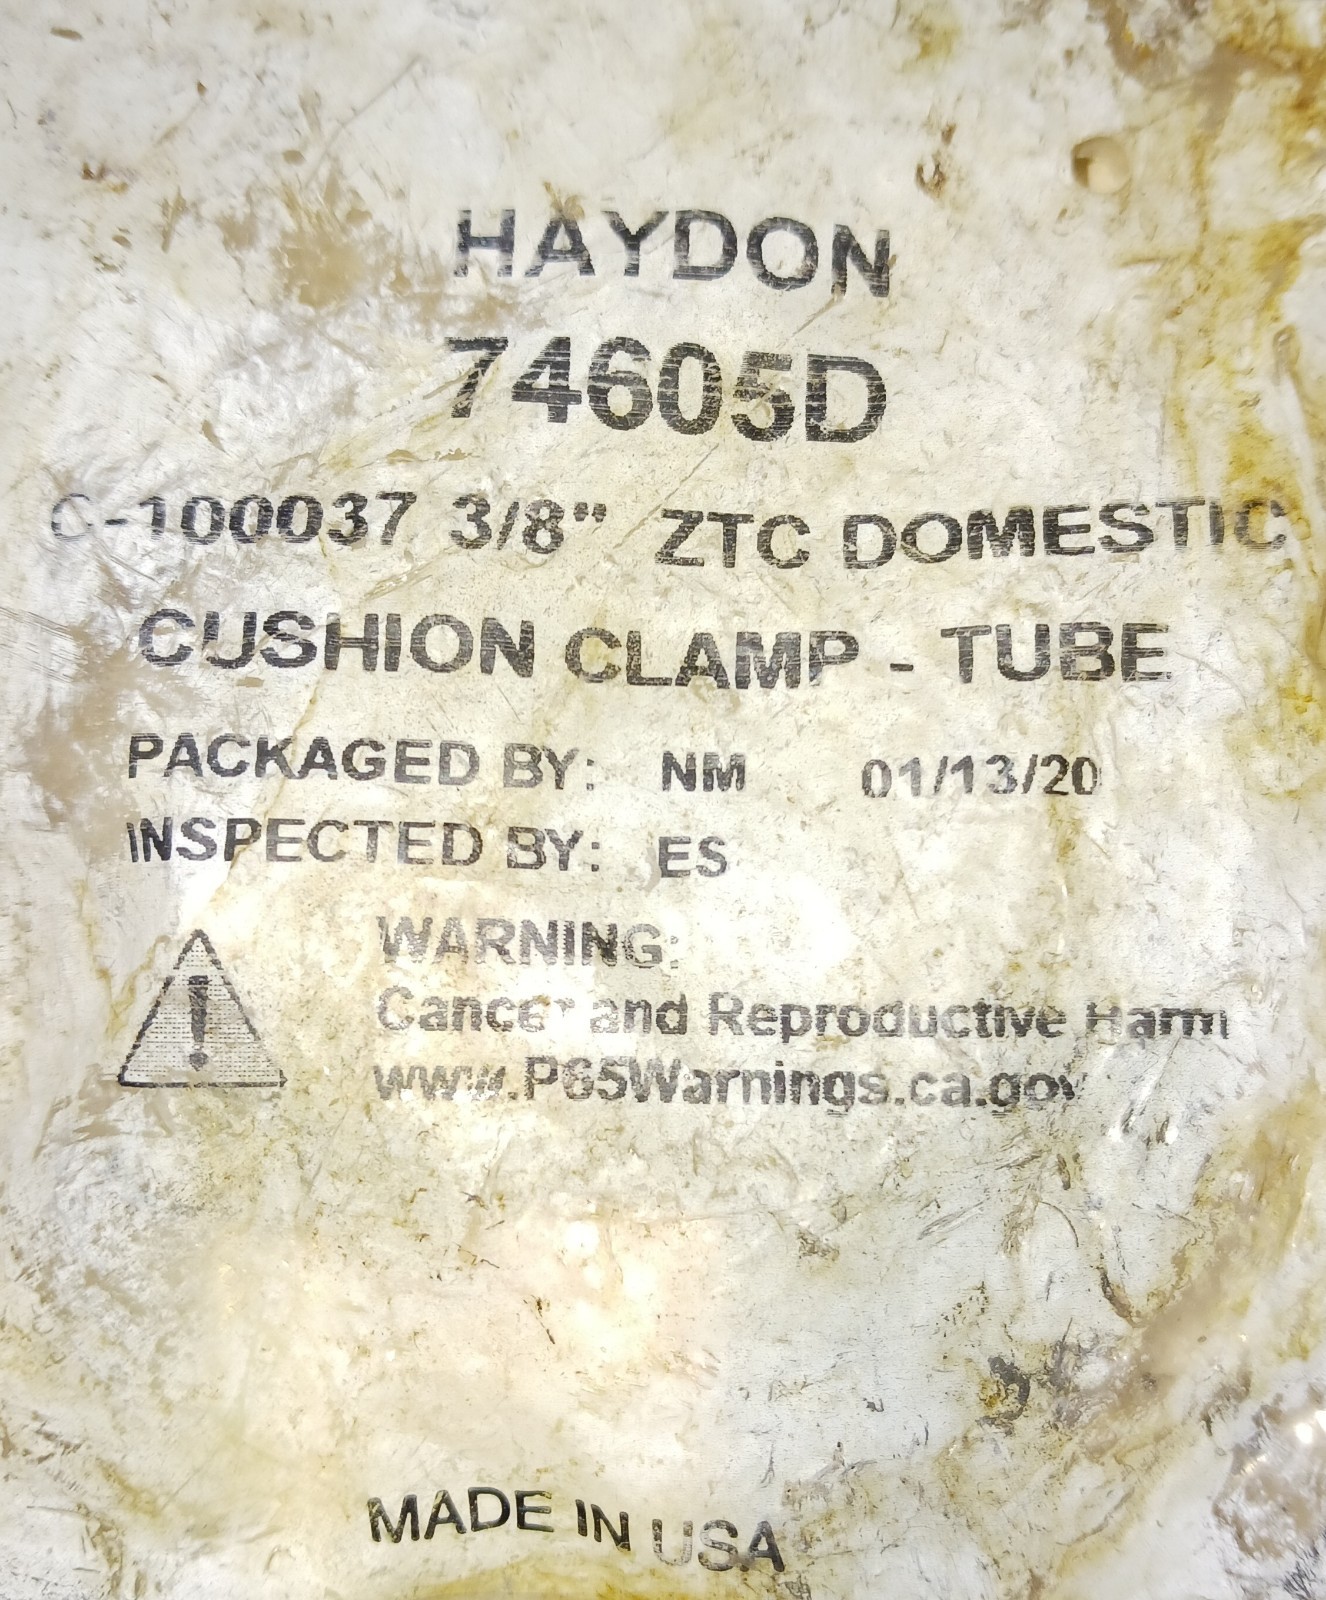 HAYDON
74605D
C-100037 3/8" ZTC DOMESTIC
CUSHION CLAMP - TUBE
PACKAGED BY: NM 01/13/20
INSPECTED BY: ES
WARNING:
Cancer and Reproductive Harm
www.P65Warnings.ca.gov
MADE IN USA